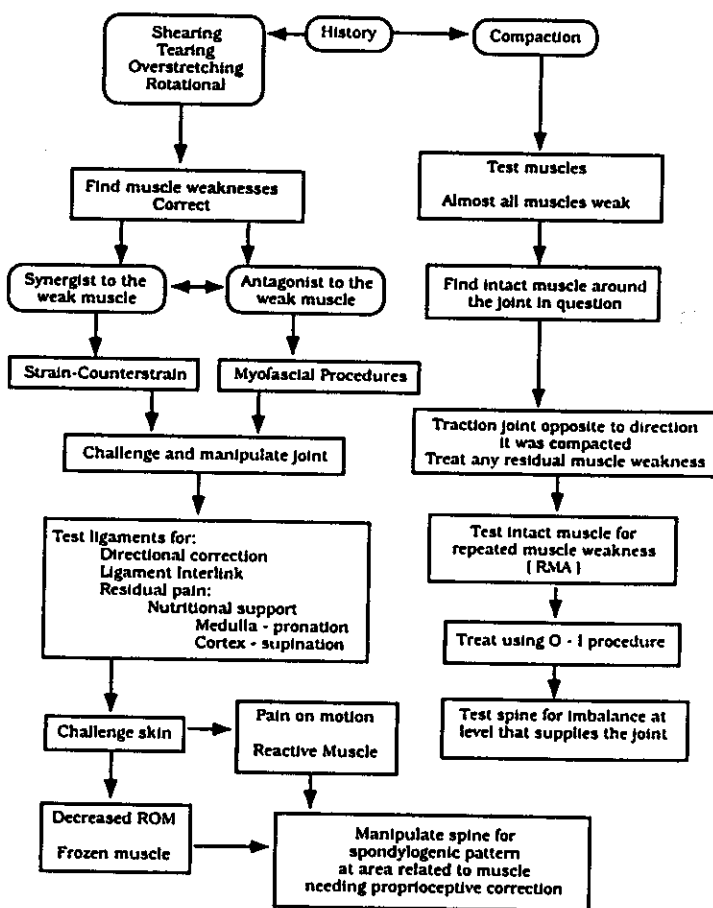 History
Shearing
Tearing
Overstretching
Rotational
Compaction
Find muscle weaknesses
Correct
Synergist to the
weak muscle
Antagonist to the
weak muscle
Strain-Counterstrain
Myofascial Procedures
Challenge and manipulate joint
Test ligaments for:
Directional correction
Ligament Interlink
Residual pain:
Nutritional support
Medulla - pronation
Cortex - supination
Challenge skin
Pain on motion
Reactive Muscle
Decreased ROM
Frozen muscle
Manipulate spine for
spondylogenic pattern
at area related to muscle
needing proprioceptive correction
Test muscles
Almost all muscles weak
Find intact muscle around
the joint in question
Traction joint opposite to direction
it was compacted
Treat any residual muscle weakness
Test intact muscle for
repeated muscle weakness
[ RMA ]
Treat using O - I procedure
Test spine for imbalance at
level that supplies the joint